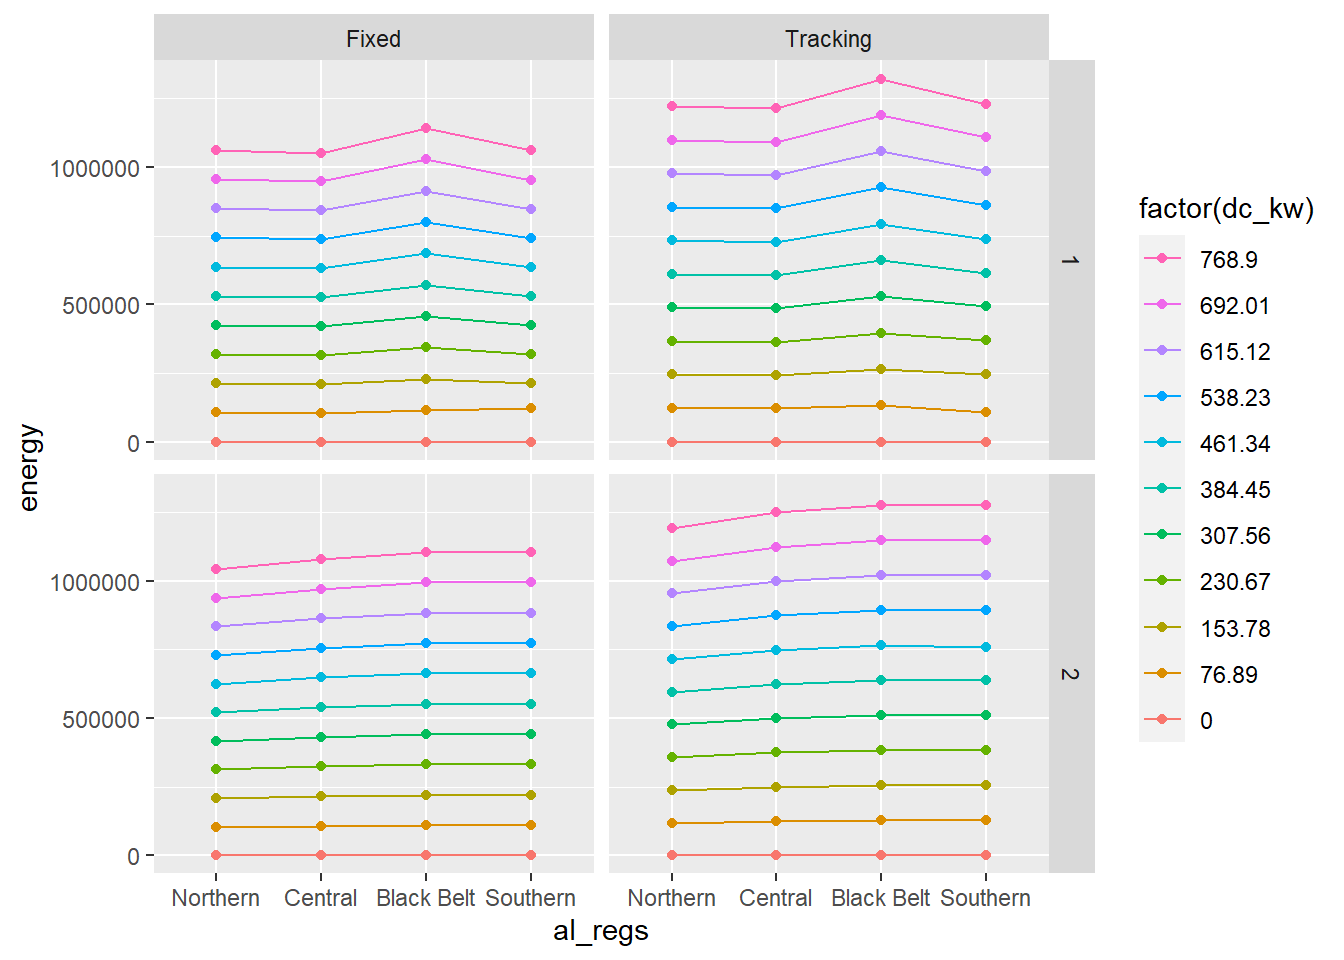 Fixed
Tracking
1000000
500000
0
1
1000000
500000
0
2
energy
Northern Central Black Belt Southern
Northern Central Black Belt Southern
al_regs
factor(dc_kw)
768.9
692.01
615.12
538.23
461.34
384.45
307.56
230.67
153.78
76.89
0